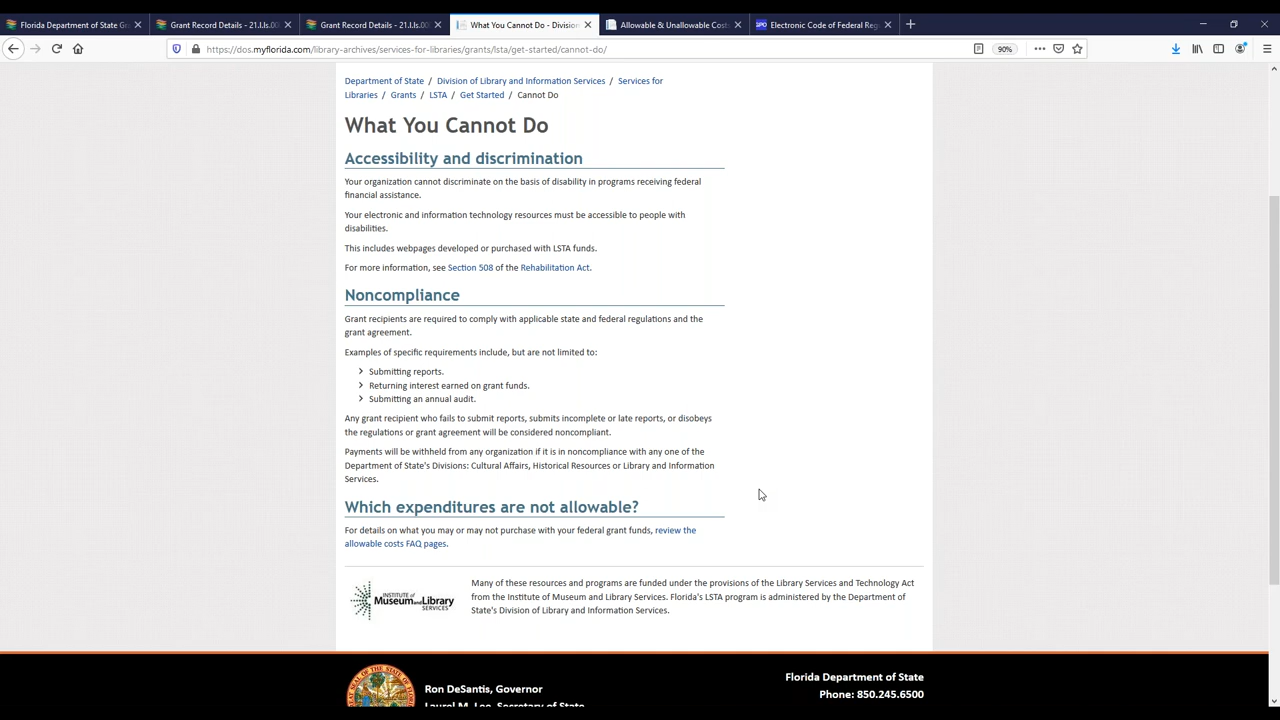 Florida Department of State Gr
Grant Record Details - 21.l.ls.00
Grant Record Details - 21.l.ls.00
What You Cannot Do - Division
Allowable & Unallowable Costs
Electronic Code of Federal Reg
https://dos.myflorida.com/library-archives/services-for-libraries/grants/lsta/get-started/cannot-do/
90%
Department of State / Division of Library and Information Services / Services for
Libraries / Grants / LSTA / Get Started / Cannot Do
What You Cannot Do
Accessibility and discrimination
Your organization cannot discriminate on the basis of disability in programs receiving federal
financial assistance.
Your electronic and information technology resources must be accessible to people with
disabilities.
This includes webpages developed or purchased with LSTA funds.
For more information, see Section 508 of the Rehabilitation Act.
Noncompliance
Grant recipients are required to comply with applicable state and federal regulations and the
grant agreement.
Examples of specific requirements include, but are not limited to:
Submitting reports.
Returning interest earned on grant funds.
Submitting an annual audit.
Any grant recipient who fails to submit reports, submits incomplete or late reports, or disobeys
the regulations or grant agreement will be considered noncompliant.
Payments will be withheld from any organization if it is in noncompliance with any one of the
Department of State's Divisions: Cultural Affairs, Historical Resources or Library and Information
Services.
Which expenditures are not allowable?
For details on what you may or may not purchase with your federal grant funds, review the
allowable costs FAQ pages.
INSTITUTE of
Museum and Library
SERVICES
Many of these resources and programs are funded under the provisions of the Library Services and Technology Act
from the Institute of Museum and Library Services. Florida's LSTA program is administered by the Department of
State's Division of Library and Information Services.
Ron DeSantis, Governor
Laurel M. Lee, Secretary of State
Florida Department of State
Phone: 850.245.6500